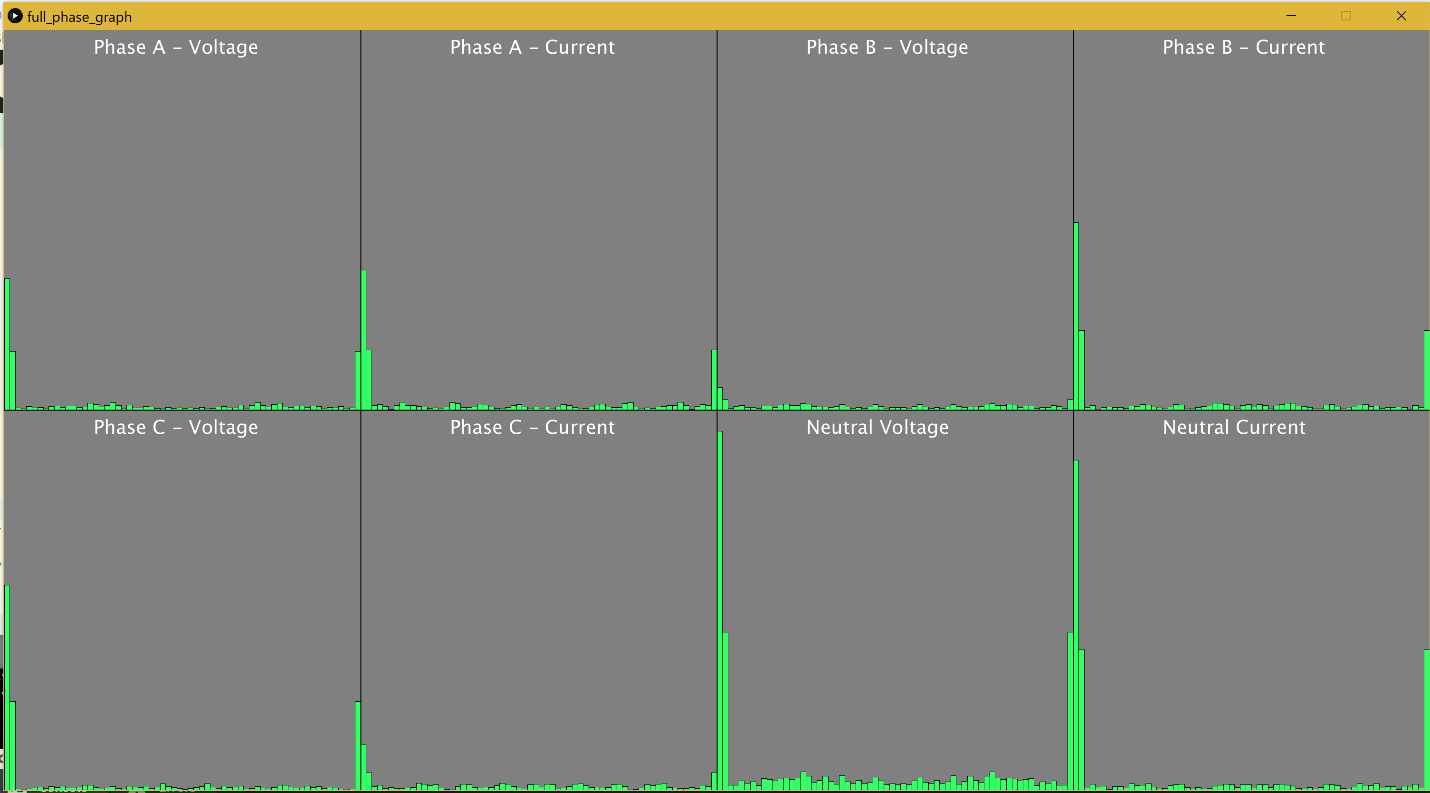 full_phase_graph
Phase A – Voltage
Phase A – Current
Phase B – Voltage
Phase B – Current
Phase C – Voltage
Phase C – Current
Neutral Voltage
Neutral Current